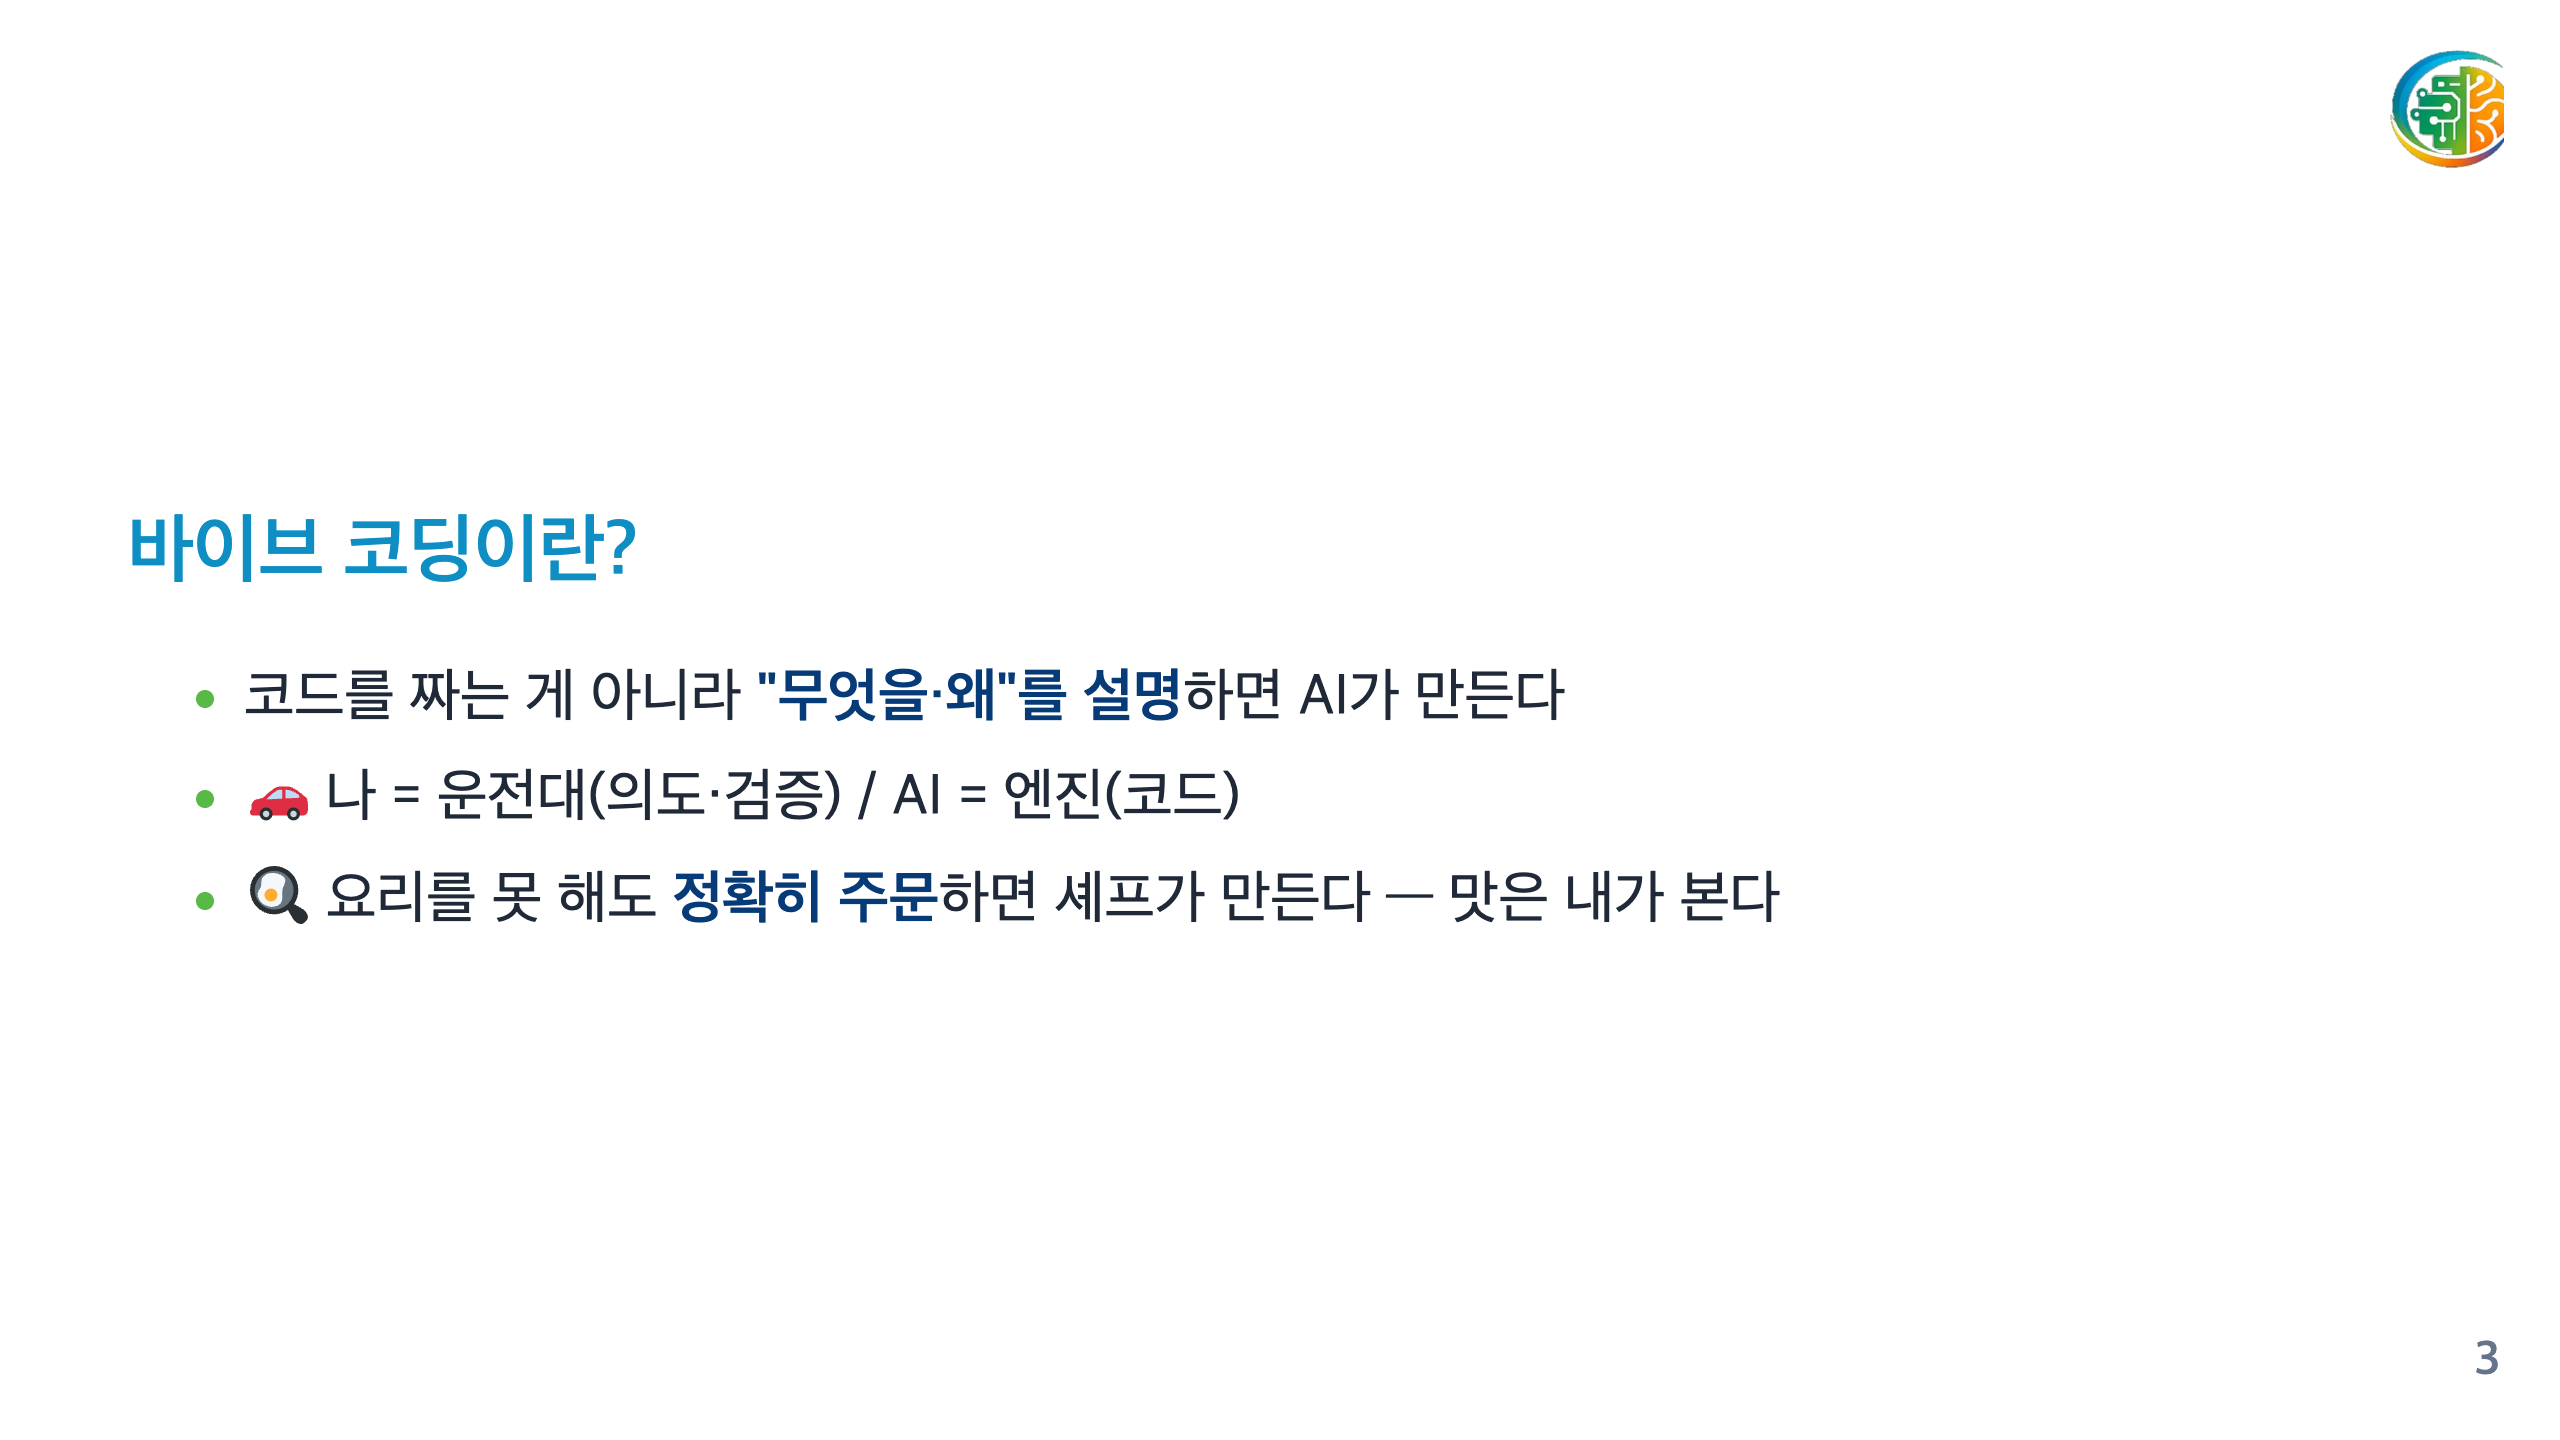 바이브 코딩이란?
• 코드를 짜는 게 아니라 "무엇을·왜"를 설명하면 AI가 만든다
• 🚗 나 = 운전대(의도·검증) / AI = 엔진(코드)
• 🍳 요리를 못 해도 정확히 주문하면 셰프가 만든다 — 맛은 내가 본다
3